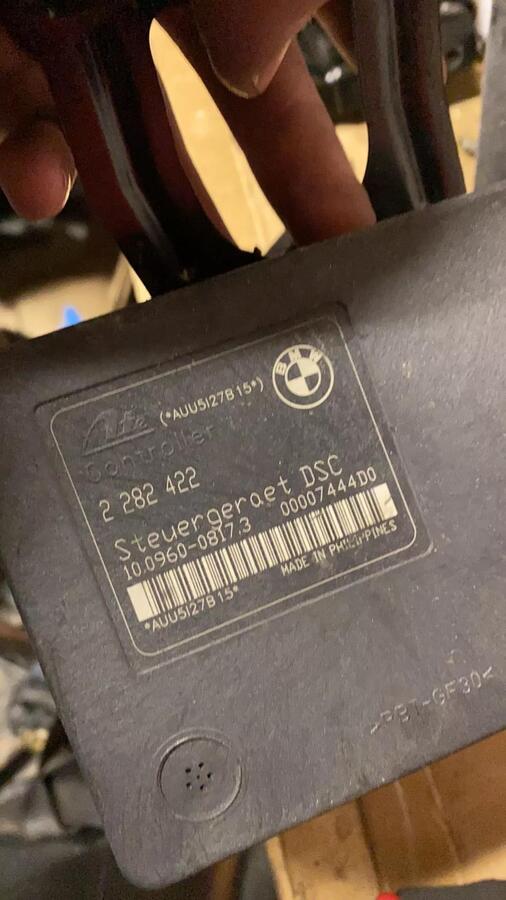 Ate (*AUU5127B15*) BMW
Controller
2 282 422
Steuergeraet DSC
10.0960-0817.3 00007444D0
*AUU5127B15* MADE IN PHILIPPINES
>PBT-GF30<